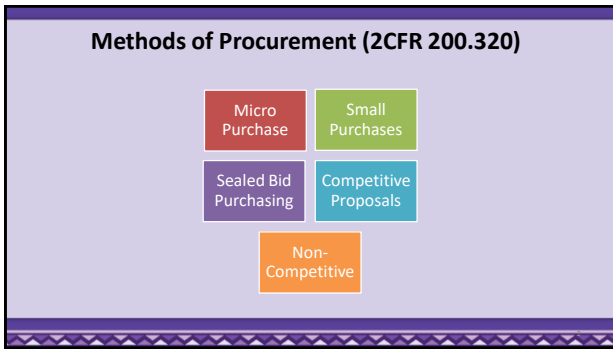 Methods of Procurement (2CFR 200.320)
Micro
Purchase
Small
Purchases
Sealed Bid
Purchasing
Competitive
Proposals
Non-
Competitive